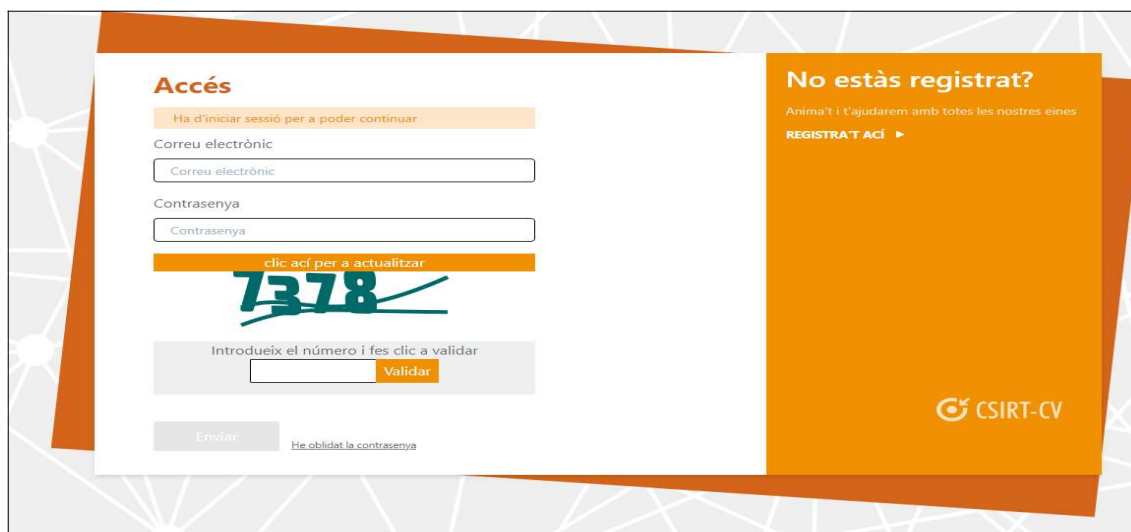 Accés
Ha d'iniciar sessió per a poder continuar
Correu electrònic
Correu electrònic
Contrasenya
Contrasenya
clic ací per a actualitzar
7378
Introdueix el número i fes clic a validar
Validar
Enviar
He oblidat la contrasenya
No estàs registrat?
Anima't i t'ajudarem amb totes les nostres eines
REGISTRA'T ACÍ ►
CSIRT-CV